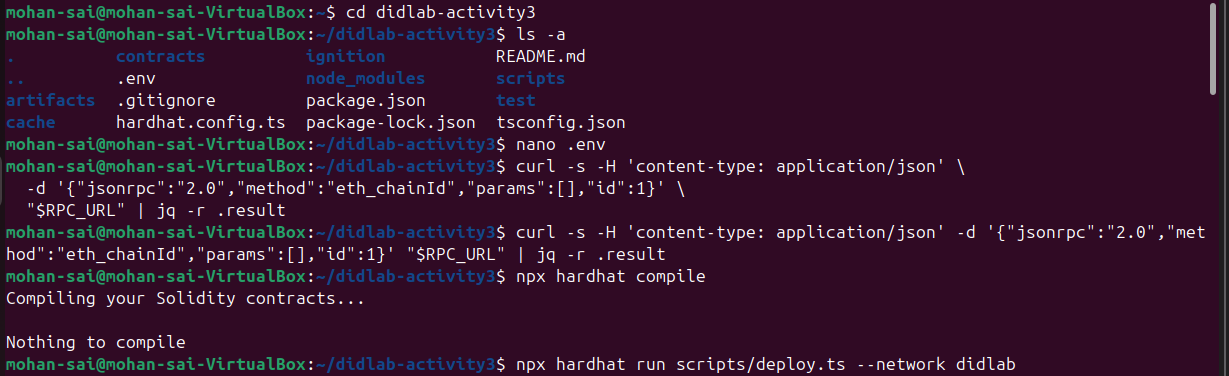 mohan-sai@mohan-sai-VirtualBox:~$ cd didlab-activity3
mohan-sai@mohan-sai-VirtualBox:~/didlab-activity3$ ls -a
.          contracts          ignition           README.md
..         .env               node_modules       scripts
artifacts  .gitignore         package.json       test
cache      hardhat.config.ts  package-lock.json  tsconfig.json
mohan-sai@mohan-sai-VirtualBox:~/didlab-activity3$ nano .env
mohan-sai@mohan-sai-VirtualBox:~/didlab-activity3$ curl -s -H 'content-type: application/json' \
  -d '{"jsonrpc":"2.0","method":"eth_chainId","params":[],"id":1}' \
  "$RPC_URL" | jq -r .result
mohan-sai@mohan-sai-VirtualBox:~/didlab-activity3$ curl -s -H 'content-type: application/json' -d '{"jsonrpc":"2.0","met
hod":"eth_chainId","params":[],"id":1}' "$RPC_URL" | jq -r .result
mohan-sai@mohan-sai-VirtualBox:~/didlab-activity3$ npx hardhat compile
Compiling your Solidity contracts...
Nothing to compile
mohan-sai@mohan-sai-VirtualBox:~/didlab-activity3$ npx hardhat run scripts/deploy.ts --network didlab